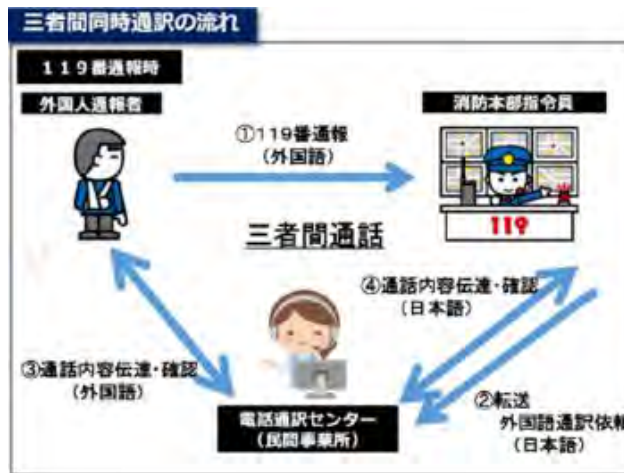 三者間同時通訳の流れ
119番通報時
外国人通報者
消防本部指令員
①119番通報
(外国語)
119
三者間通話
④通話内容伝達・確認
(日本語)
③通話内容伝達・確認
(外国語)
②転送
外国語通訳依頼
(日本語)
電話通訳センター
(民間事業所)